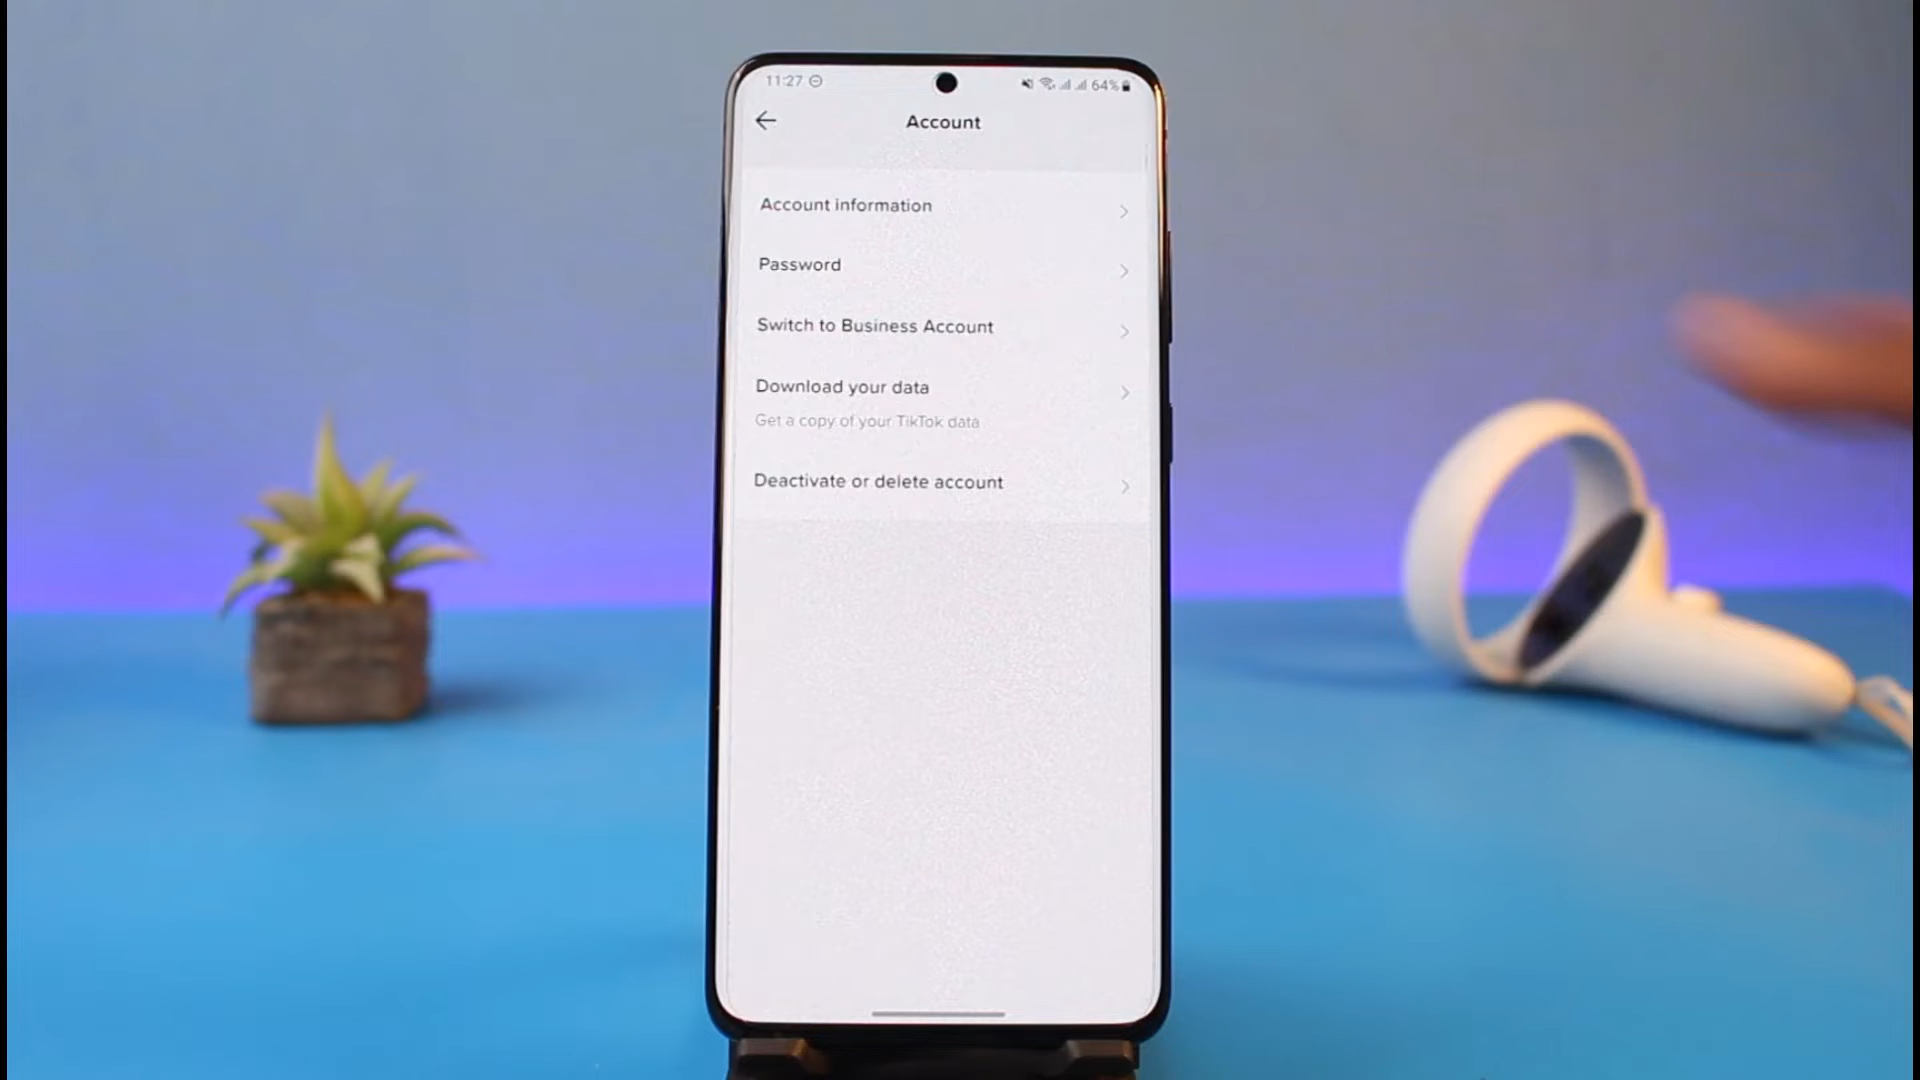 11:27
64%
Account
Account information
Password
Switch to Business Account
Download your data
Get a copy of your TikTok data
Deactivate or delete account